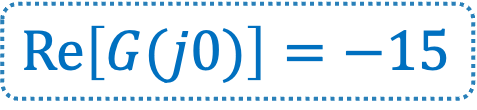 Re[G(j0)] = −15